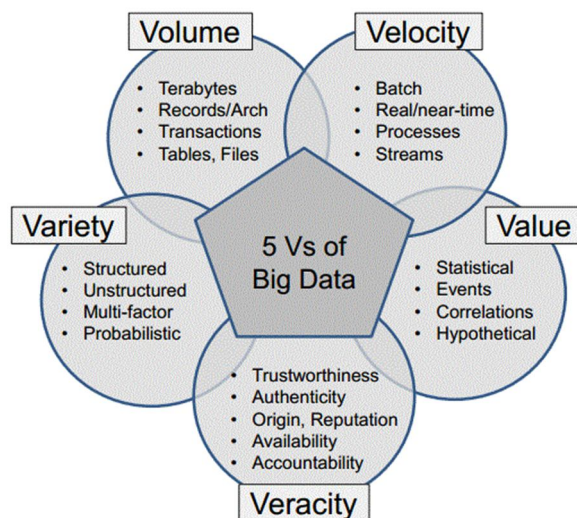 Volume
• Terabytes
• Records/Arch
• Transactions
• Tables, Files
Velocity
• Batch
• Real/near-time
• Processes
• Streams
Variety
• Structured
• Unstructured
• Multi-factor
• Probabilistic
5 Vs of
Big Data
Value
• Statistical
• Events
• Correlations
• Hypothetical
• Trustworthiness
• Authenticity
• Origin, Reputation
• Availability
• Accountability
Veracity